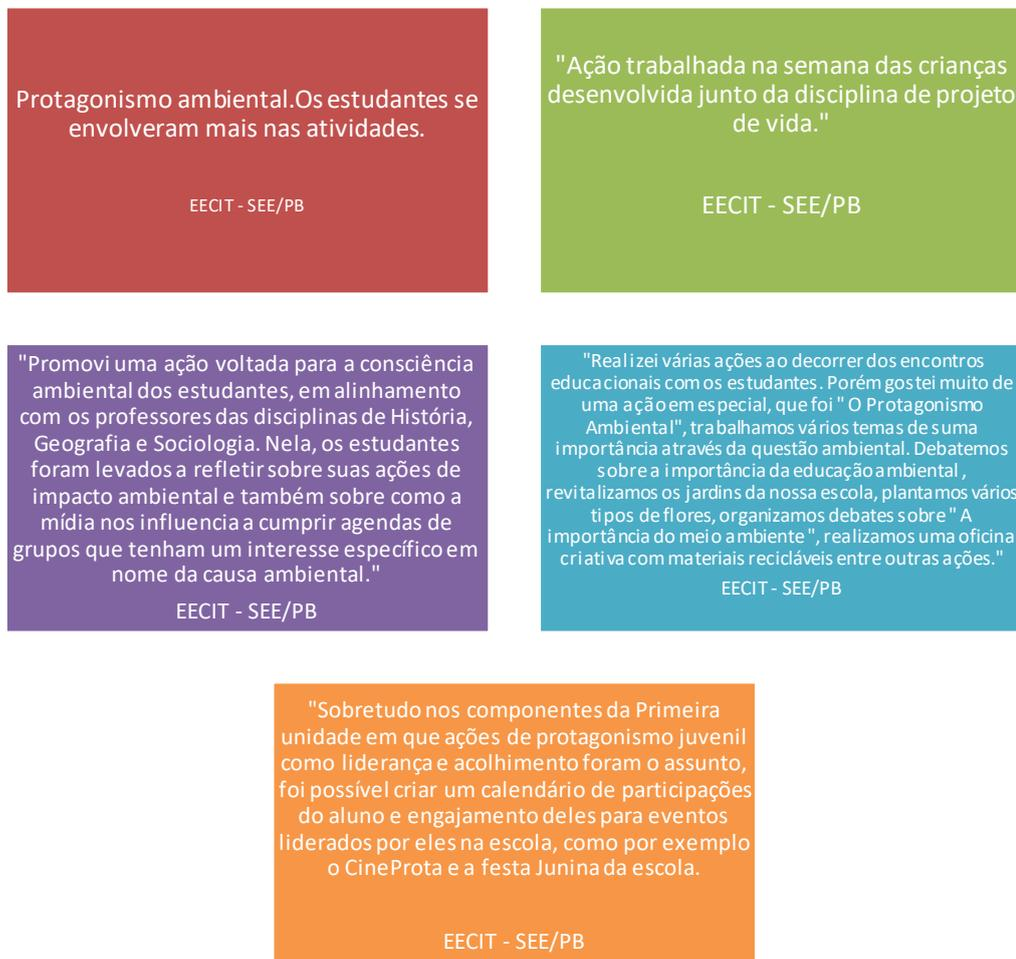 Protagonismo ambiental.Os estudantes se
envolveram mais nas atividades.
EECIT - SEE/PB
"Ação trabalhada na semana das crianças
desenvolvida junto da disciplina de projeto
de vida."
EECIT - SEE/PB
"Promovi uma ação voltada para a consciência
ambiental dos estudantes, em alinhamento
com os professores das disciplinas de História,
Geografia e Sociologia. Nela, os estudantes
foram levados a refletir sobre suas ações de
impacto ambiental e também sobre como a
mídia nos influencia a cumprir agendas de
grupos que tenham um interesse específico em
nome da causa ambiental."
EECIT - SEE/PB
"Realizei várias ações ao decorrer dos encontros
educacionais com os estudantes. Porém gostei muito de
uma ação em especial, que foi " O Protagonismo
Ambiental", trabalhamos vários temas de suma
importância através da questão ambiental. Debatemos
sobre a importância da educação ambiental ,
revitalizamos os jardins da nossa escola, plantamos vários
tipos de flores, organizamos debates sobre " A
importância do meio ambiente ", realizamos uma oficina
criativa com materiais recicláveis entre outras ações."
EECIT - SEE/PB
"Sobretudo nos componentes da Primeira
unidade em que ações de protagonismo juvenil
como liderança e acolhimento foram o assunto,
foi possível criar um calendário de participações
do aluno e engajamento deles para eventos
liderados por eles na escola, como por exemplo
o CineProta e a festa Junina da escola.
EECIT - SEE/PB